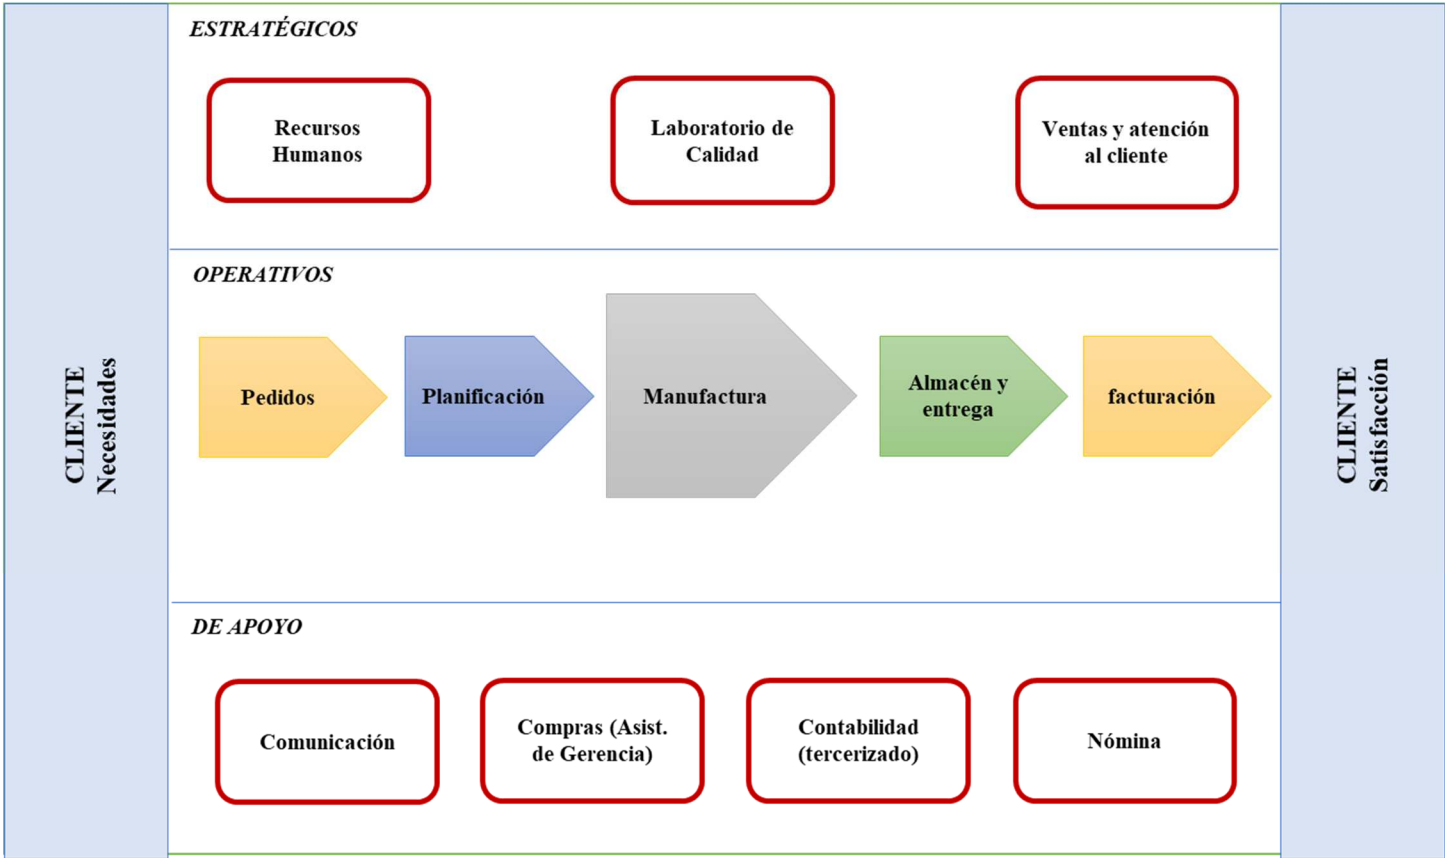 ESTRATÉGICOS
Recursos
Humanos
Laboratorio de
Calidad
Ventas y atención
al cliente
CLIENTE
Necesidades
OPERATIVOS
Pedidos
Planificación
Manufactura
Almacén y
entrega
facturación
CLIENTE
Satisfacción
DE APOYO
Comunicación
Compras (Asist.
de Gerencia)
Contabilidad
(tercerizado)
Nómina